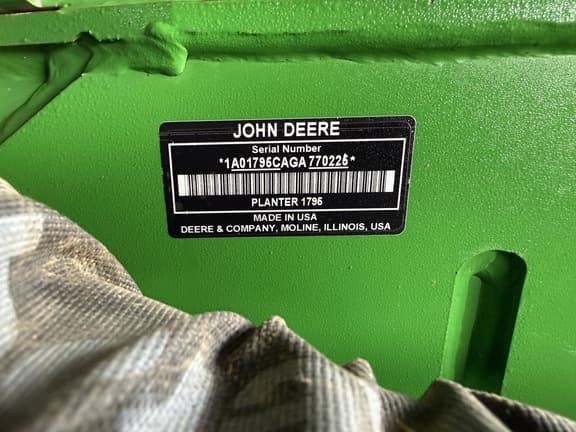 JOHN DEERE
Serial Number
*1A01795CAGA770225*
PLANTER 1795
MADE IN USA
DEERE & COMPANY, MOLINE, ILLINOIS, USA